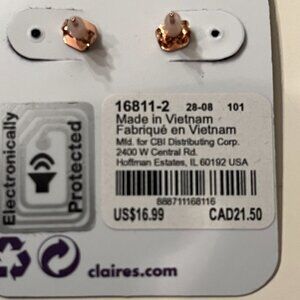 16811-2 28-08 101
Made in Vietnam
Fabriqué en Vietnam
Mfd. for CBI Distributing Corp.
2400 W Central Rd.
Hoffman Estates, IL 60192 USA
888711168116
US$16.99 CAD21.50
Electronically
Protected
claires.com